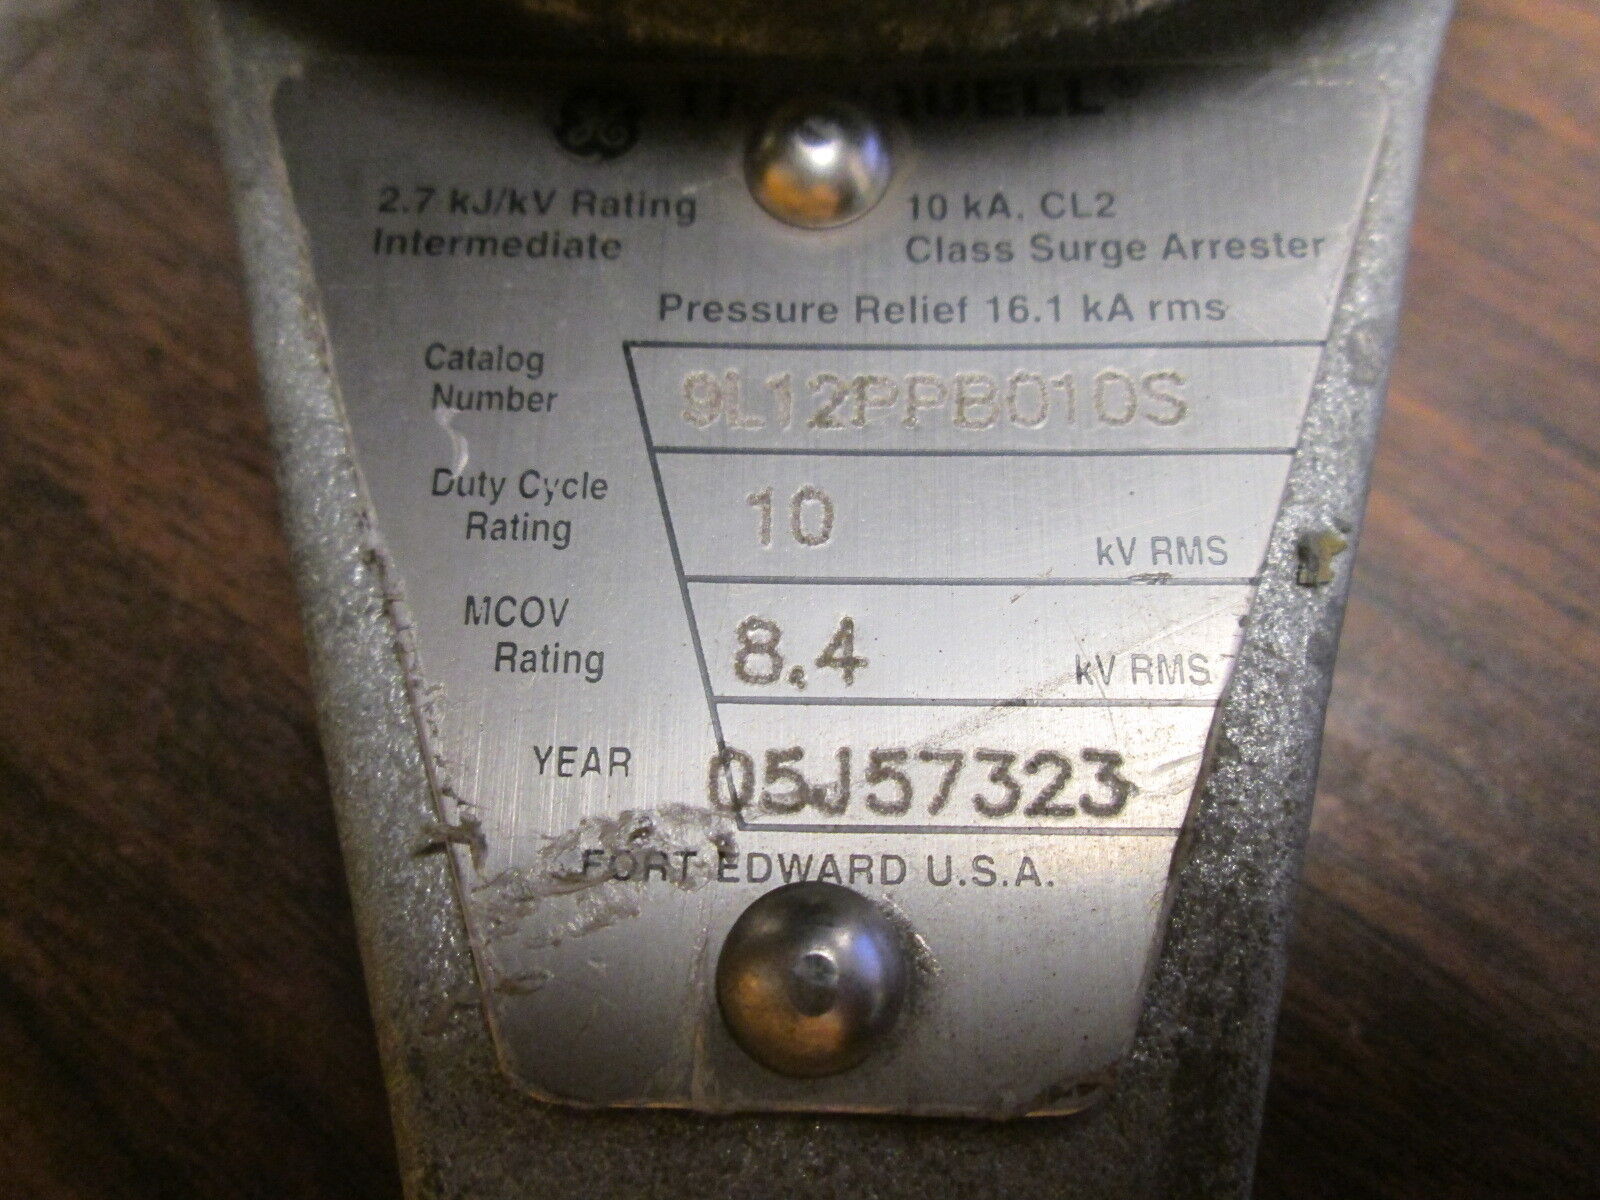 2.7 kJ/kV Rating 10 kA, CL2
Intermediate Class Surge Arrester
Pressure Relief 16.1 kA rms
Catalog Number 9L12PPB010S
Duty Cycle Rating 10 kV RMS
MCOV Rating 8.4 kV RMS
YEAR 05J57323
FORT EDWARD U.S.A.